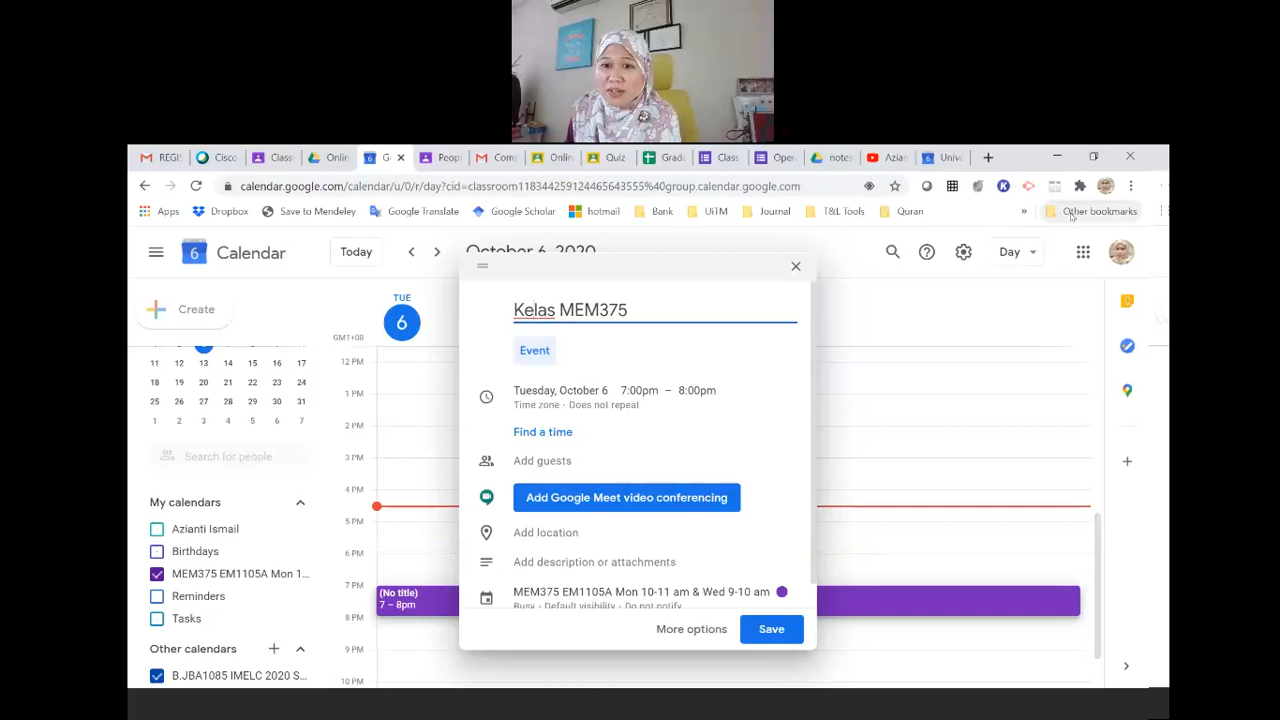 REGI
Cisco
Class
Onlin
G
Peopl
Com
Onlin
Quiz
Grade
Class
Oper
notes
Azian
Unive
calendar.google.com/calendar/u/0/r/day?cid=classroom118344259124465643555%40group.calendar.google.com
Apps
Dropbox
Save to Mendeley
Google Translate
Google Scholar
hotmail
Bank
UiTM
Journal
T&L Tools
Quran
»
Other bookmarks
6
Calendar
Today
October 6, 2020
Day
Create
TUE
6
GMT+08
11 12 13 14 15 16 17
18 19 20 21 22 23 24
25 26 27 28 29 30 31
1 2 3 4 5 6 7
Search for people
My calendars
Azianti Ismail
Birthdays
MEM375 EM1105A Mon 1...
Reminders
Tasks
Other calendars
B.JBA1085 IMELC 2020 S...
12 PM
1 PM
2 PM
3 PM
4 PM
5 PM
6 PM
7 PM
8 PM
9 PM
10 PM
(No title)
7 – 8pm
Kelas MEM375
Event
Tuesday, October 6 7:00pm – 8:00pm
Time zone · Does not repeat
Find a time
Add guests
Add Google Meet video conferencing
Add location
Add description or attachments
MEM375 EM1105A Mon 10-11 am & Wed 9-10 am
Busy · Default visibility · Do not notify
More options
Save